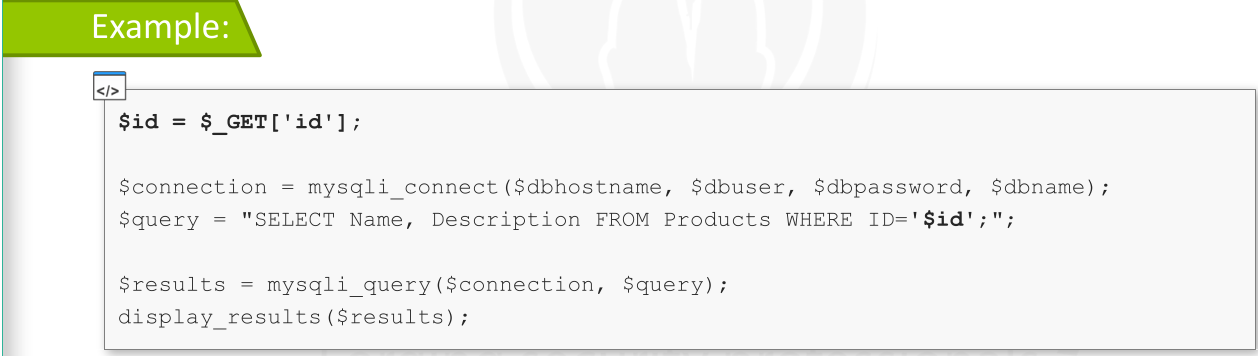 Example:
</>
$id = $_GET['id'];
$connection = mysqli_connect($dbhostname, $dbuser, $dbpassword, $dbname);
$query = "SELECT Name, Description FROM Products WHERE ID='$id';";
$results = mysqli_query($connection, $query);
display_results($results);